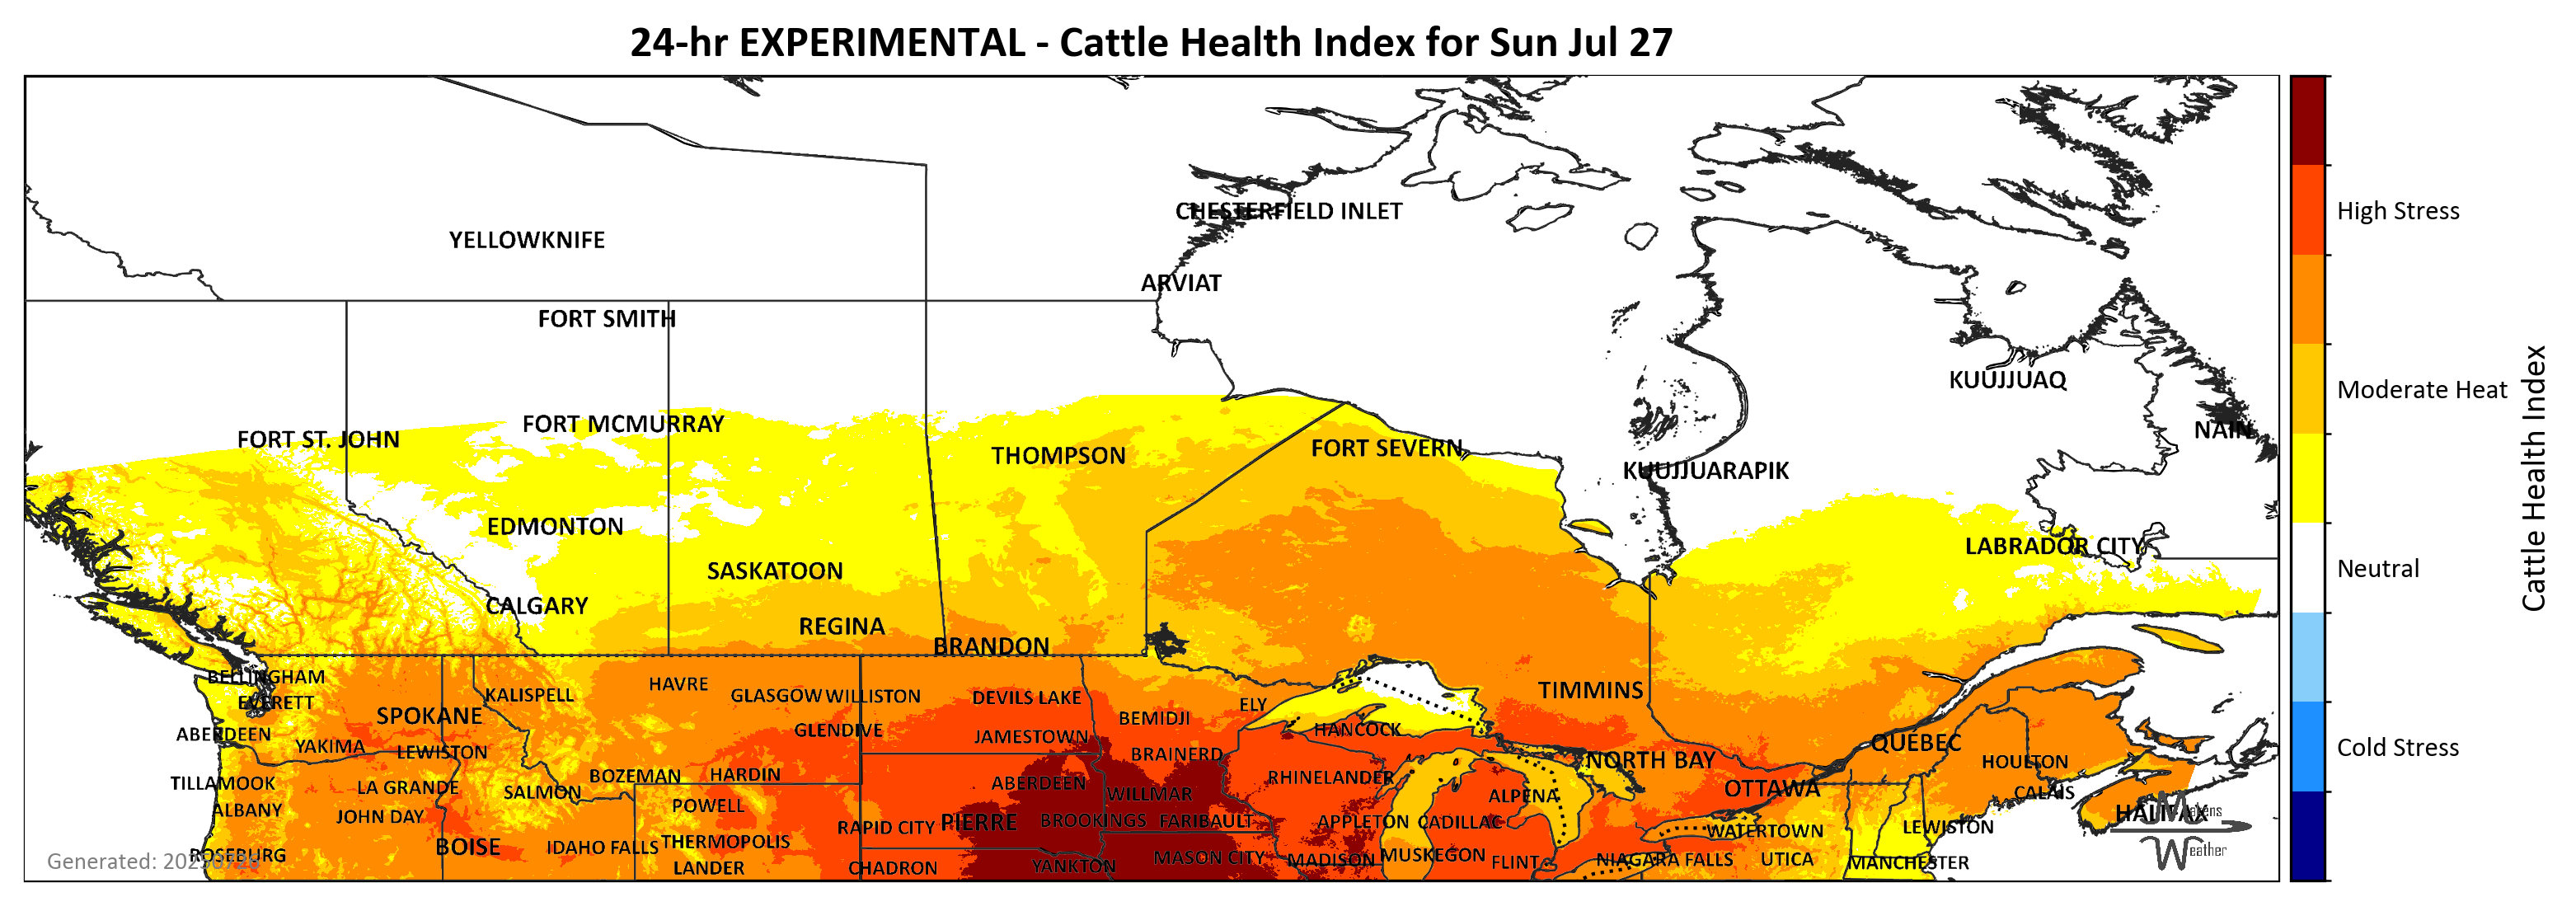 24-hr EXPERIMENTAL - Cattle Health Index for Sun Jul 27
CHESTERFIELD INLET
High Stress
YELLOWKNIFE
ARVIAT
FORT SMITH
KUUJJUAQ
Moderate Heat
FORT MCMURRAY
NAIN
FORT ST. JOHN
FORT SEVERN
THOMPSON
KUUJJUARAPIK
Cattle Health Index
EDMONTON
LABRADOR CITY
SASKATOON
Neutral
CALGARY
REGINA
BRANDON
BELLINGHAM
HAVRE
KALISPELL
TIMMINS
GLASGOW
WILLISTON
DEVILS LAKE
EVERETT
ELY
SPOKANE
BEMIDJI
GLENDIVE
HANCOCK
ABERDEEN
JAMESTOWN
QUEBEC
YAKIMA
LEWISTON
BRAINERD
Cold Stress
NORTH BAY
HOULTON
BOZEMAN
HARDIN
RHINELANDER
TILLAMOOK
LA GRANDE
ABERDEEN
OTTAWA
SALMON
WILLMAR
CALAIS
ALPENA
POWELL
ALBANY
JOHN DAY
HALIFAX
Makens
PIERRE
BROOKINGS
FARIBAULT
APPLETON
CADILLAC
RAPID CITY
LEWISTON
WATERTOWN
THERMOPOLIS
BOISE
IDAHO FALLS
Weather
ROSEBURG
MUSKEGON
MASON CITY
MADISON
NIAGARA FALLS
UTICA
Generated:
FLINT
MANCHESTER
YANKTON
LANDER
CHADRON